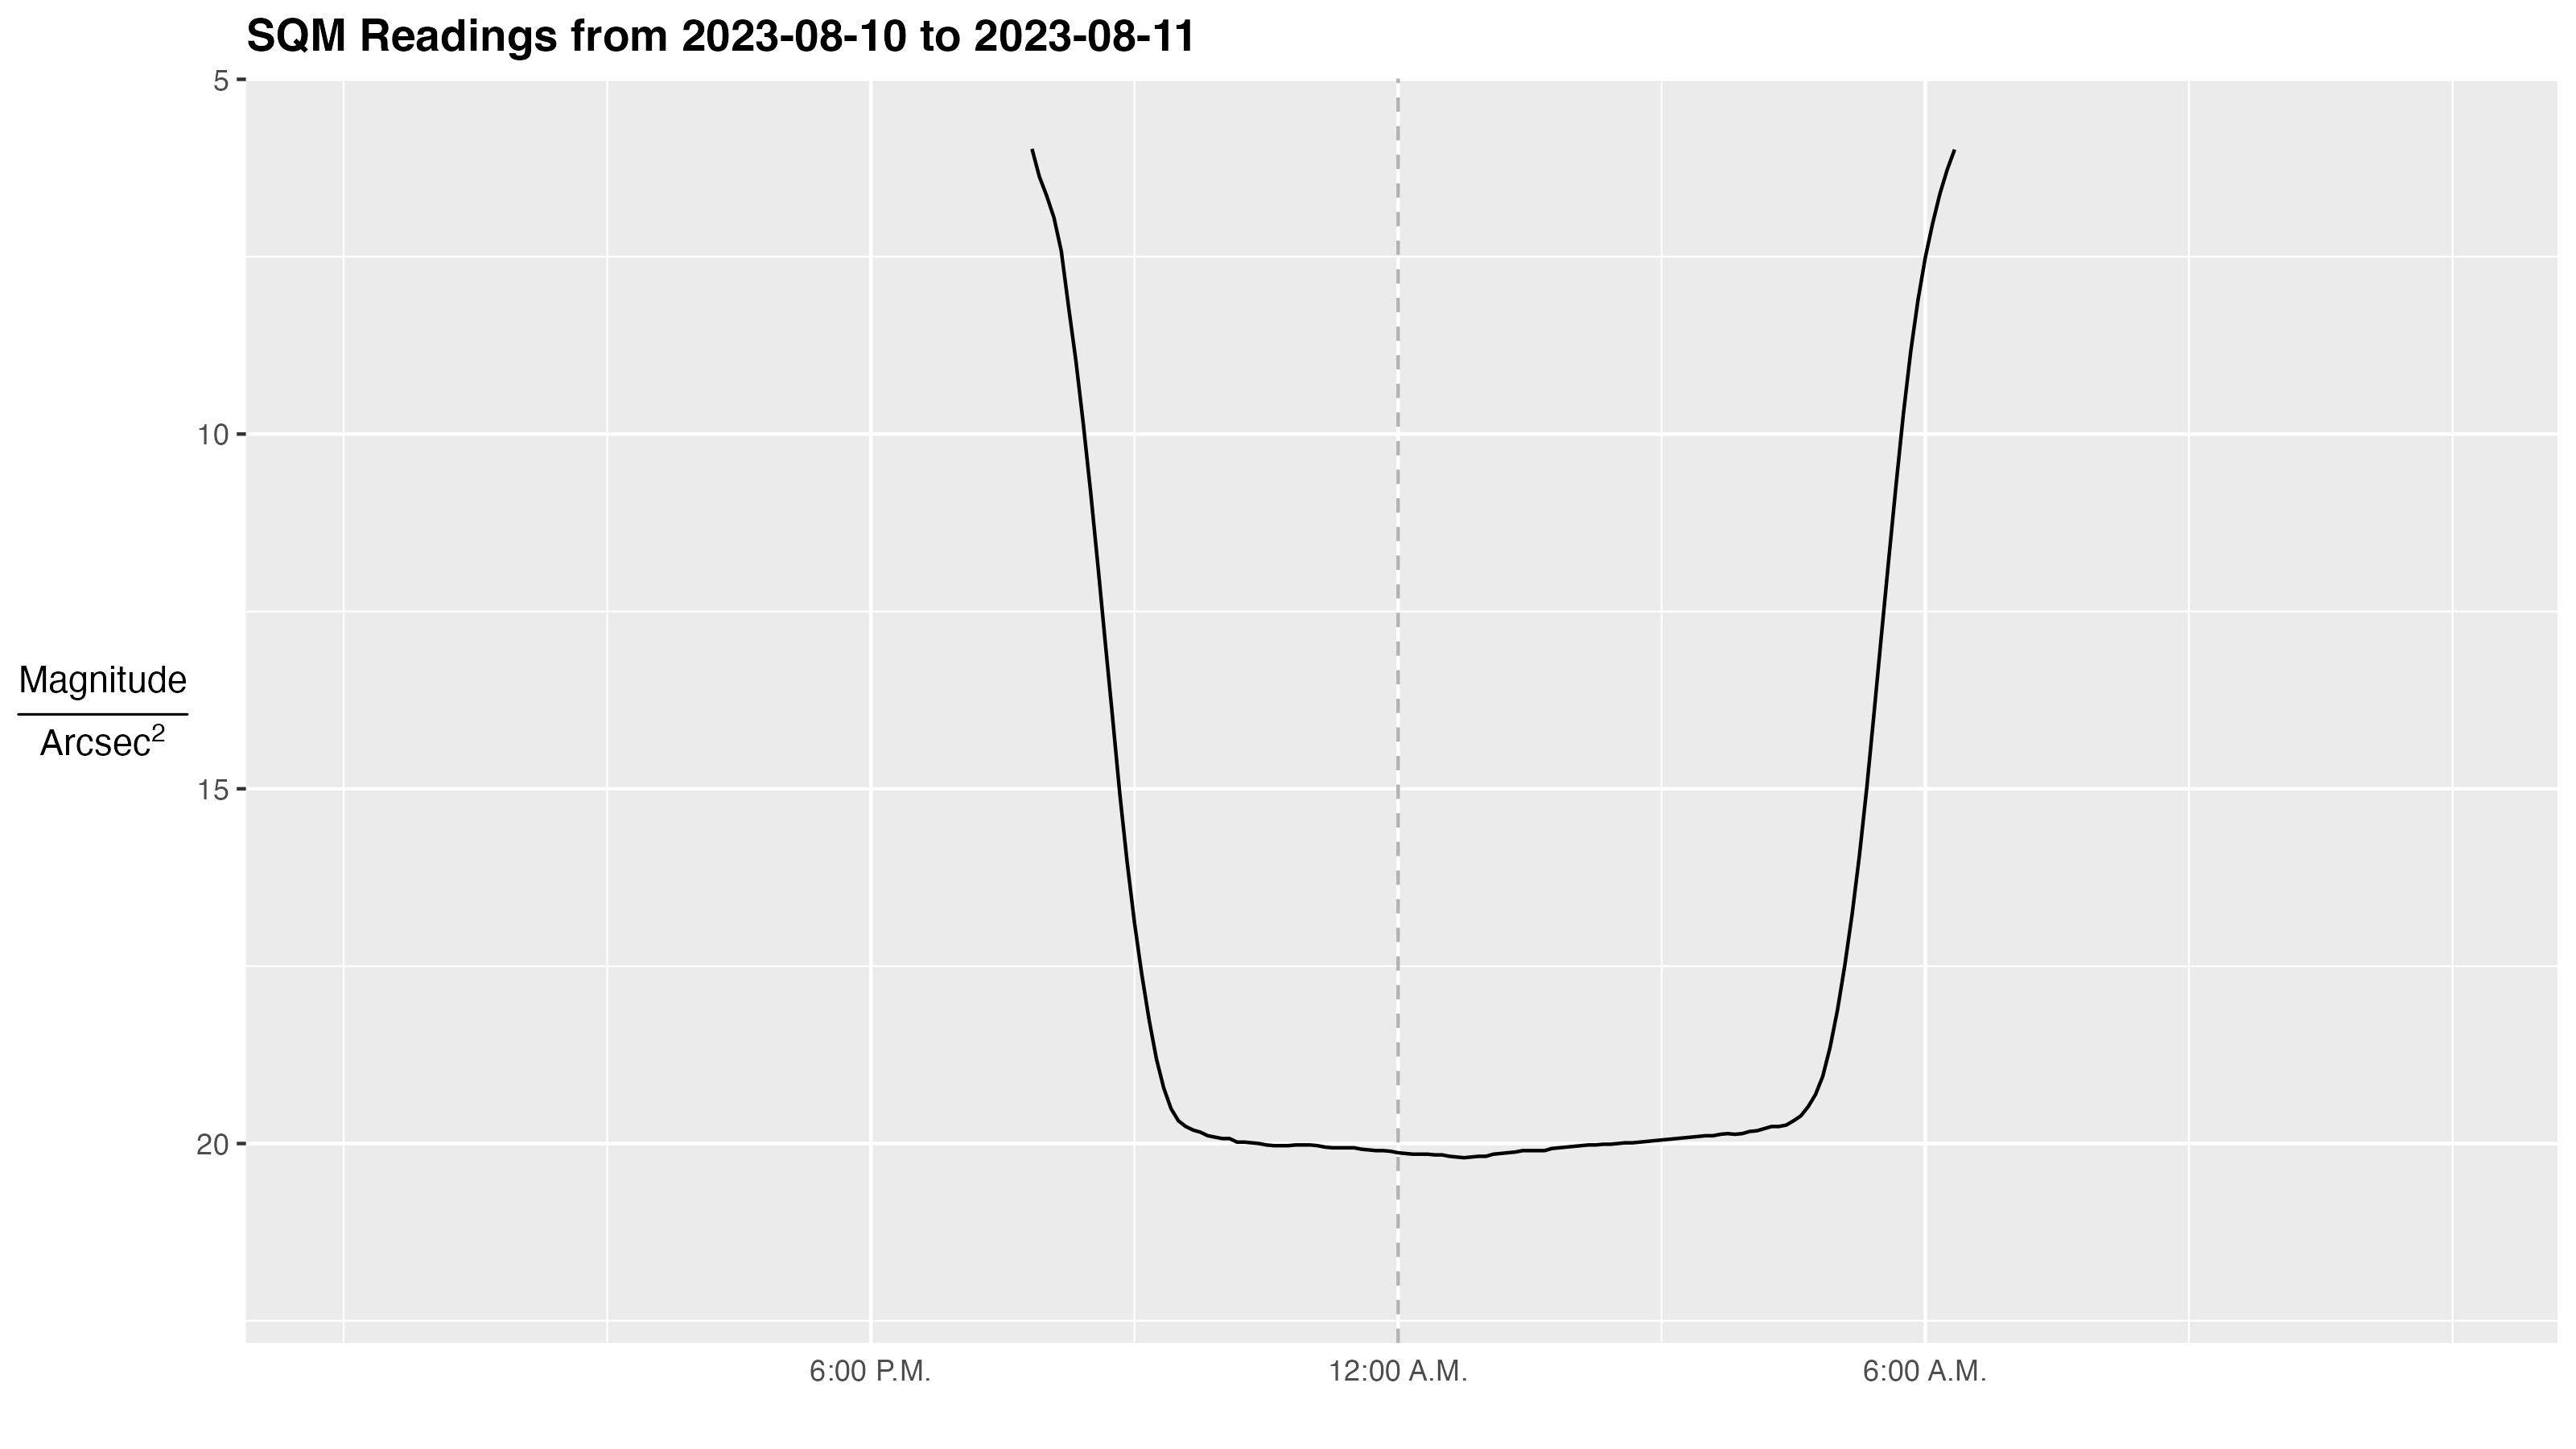 SQM Readings from 2023-08-10 to 2023-08-11
5
10
15
20
Magnitude
Arcsec²
6:00 P.M.
12:00 A.M.
6:00 A.M.